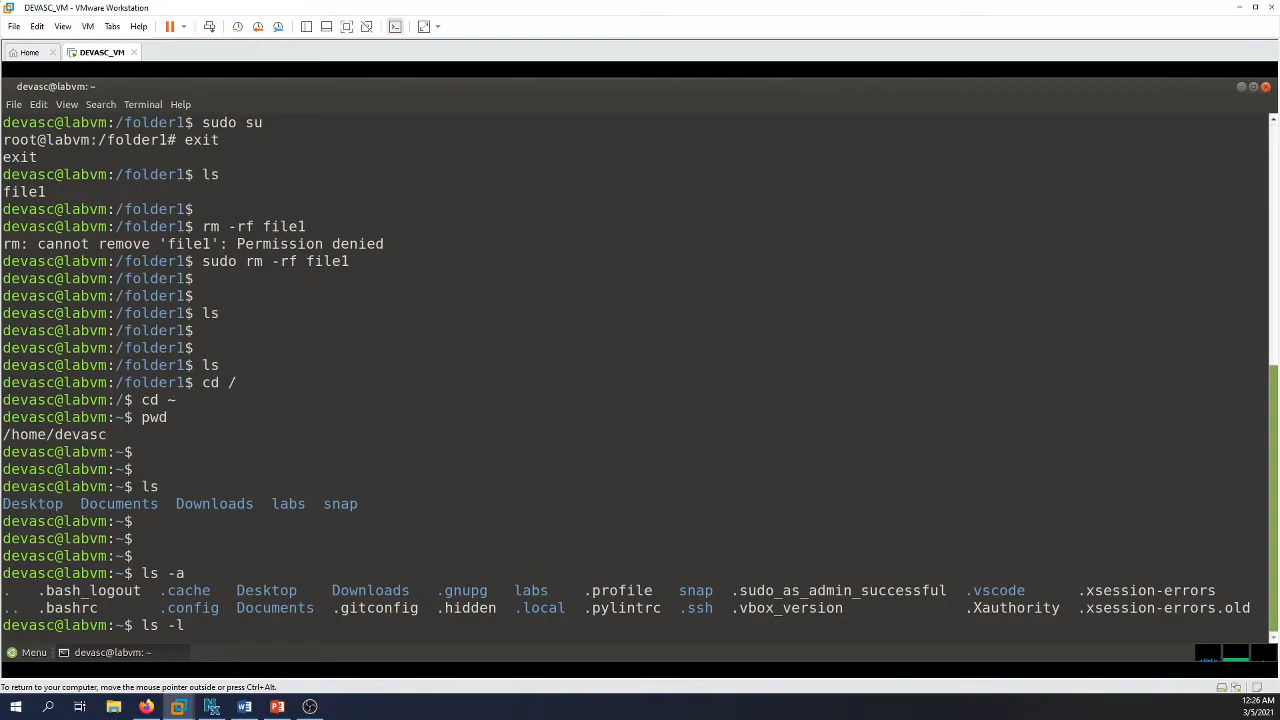 DEVASC_VM - VMware Workstation
File Edit View VM Tabs Help
Home DEVASC_VM
devasc@labvm: ~
File Edit View Search Terminal Help
devasc@labvm:/folder1$ sudo su
root@labvm:/folder1# exit
exit
devasc@labvm:/folder1$ ls
file1
devasc@labvm:/folder1$
devasc@labvm:/folder1$ rm -rf file1
rm: cannot remove 'file1': Permission denied
devasc@labvm:/folder1$ sudo rm -rf file1
devasc@labvm:/folder1$
devasc@labvm:/folder1$
devasc@labvm:/folder1$ ls
devasc@labvm:/folder1$
devasc@labvm:/folder1$
devasc@labvm:/folder1$ ls
devasc@labvm:/folder1$ cd /
devasc@labvm:/$ cd ~
devasc@labvm:~$ pwd
/home/devasc
devasc@labvm:~$
devasc@labvm:~$
devasc@labvm:~$ ls
Desktop Documents Downloads labs snap
devasc@labvm:~$
devasc@labvm:~$
devasc@labvm:~$
devasc@labvm:~$ ls -a
. .bash_logout .cache Desktop Downloads .gnupg labs .profile snap .sudo_as_admin_successful .vscode .xsession-errors
.. .bashrc .config Documents .gitconfig .hidden .local .pylintrc .ssh .vbox_version .Xauthority .xsession-errors.old
devasc@labvm:~$ ls -l
Menu devasc@labvm: ~
To return to your computer, move the mouse pointer outside or press Ctrl+Alt.
12:26 AM
3/5/2021